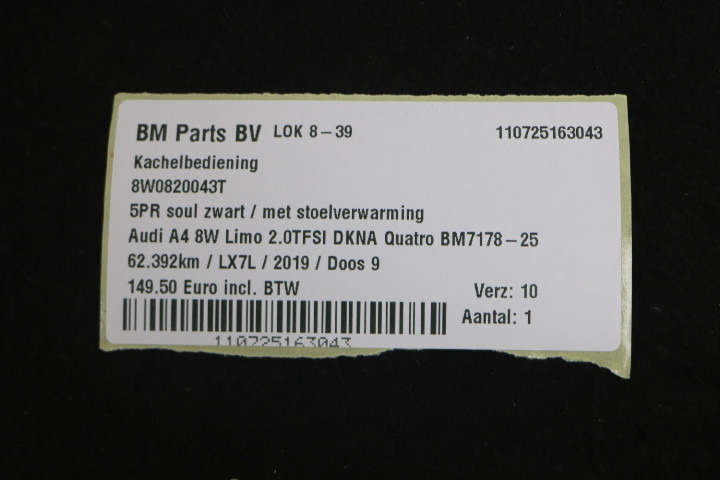 BM Parts BV LOK 8-39 110725163043
Kachelbediening
8W0820043T
5PR soul zwart / met stoelverwarming
Audi A4 8W Limo 2.0TFSI DKNA Quatro BM7178-25
62.392km / LX7L / 2019 / Doos 9
149.50 Euro incl. BTW Verz: 10
Aantal: 1
110725163043